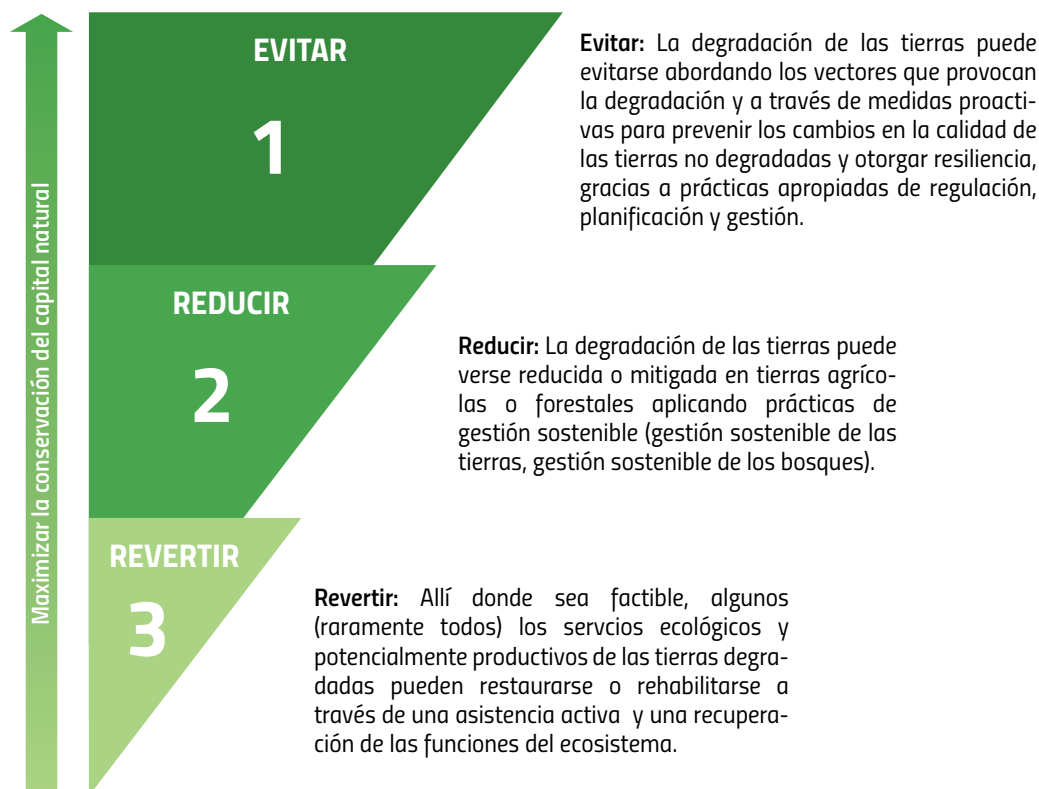 Maximizar la conservación del capital natural
EVITAR
1
Evitar: La degradación de las tierras puede
evitarse abordando los vectores que provocan
la degradación y a través de medidas proacti-
vas para prevenir los cambios en la calidad de
las tierras no degradadas y otorgar resiliencia,
gracias a prácticas apropiadas de regulación,
planificación y gestión.
REDUCIR
2
Reducir: La degradación de las tierras puede
verse reducida o mitigada en tierras agríco-
las o forestales aplicando prácticas de
gestión sostenible (gestión sostenible de las
tierras, gestión sostenible de los bosques).
REVERTIR
3
Revertir: Allí donde sea factible, algunos
(raramente todos) los servcios ecológicos y
potencialmente productivos de las tierras degra-
dadas pueden restaurarse o rehabilitarse a
través de una asistencia activa y una recupera-
ción de las funciones del ecosistema.